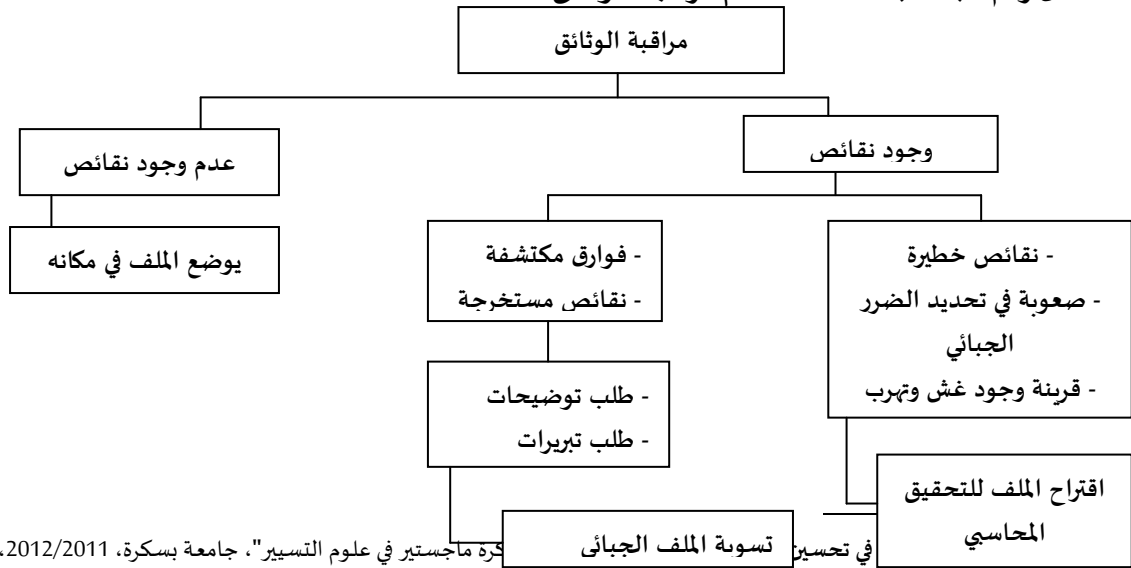 مراقبة الوثائق
وجود نقائص
عدم وجود نقائص
- نقائص خطيرة
- صعوبة في تحديد الضرر
الجبائي
- قرينة وجود غش وتهرب
- فوارق مكتشفة
- نقائص مستخرجة
يوضع الملف في مكانه
- طلب توضيحات
- طلب تبريرات
اقتراح الملف للتحقيق
المحاسبي
تسوية الملف الجبائي
في تحسين
ماجستير في علوم التسيير"، جامعة بسكرة، 2012/2011،